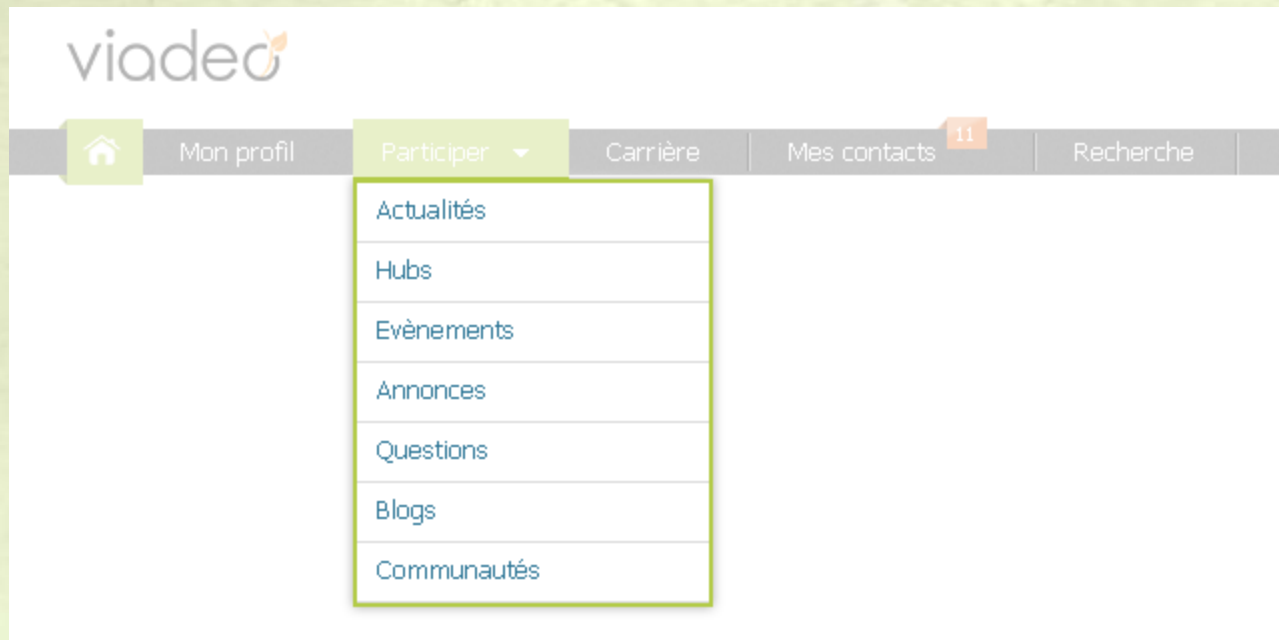 viadeo
Mon profil Participer Carrière Mes contacts 11 Recherche
Actualités
Hubs
Evènements
Annonces
Questions
Blogs
Communautés